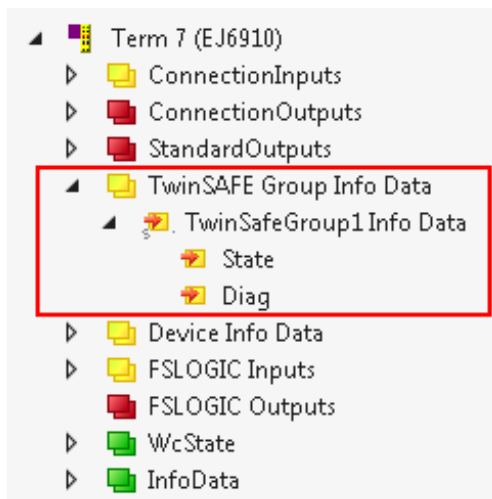 Term 7 (EJ6910)
ConnectionInputs
ConnectionOutputs
StandardOutputs
TwinSAFE Group Info Data
TwinSafeGroup1 Info Data
State
Diag
Device Info Data
FSLOGIC Inputs
FSLOGIC Outputs
WcState
InfoData